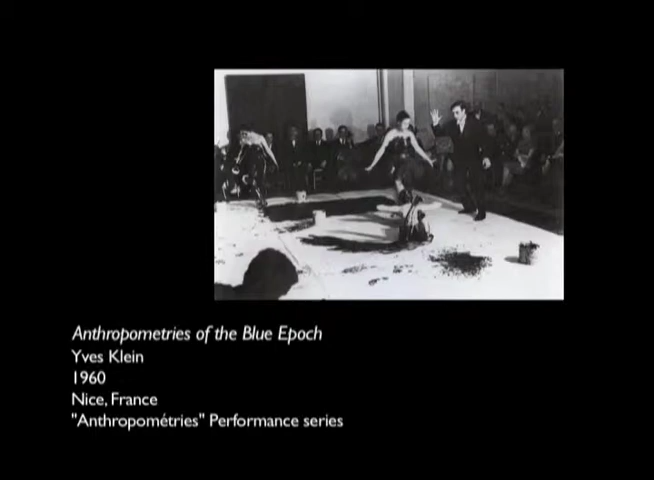 Anthropometries of the Blue Epoch
Yves Klein
1960
Nice, France
"Anthropométries" Performance series